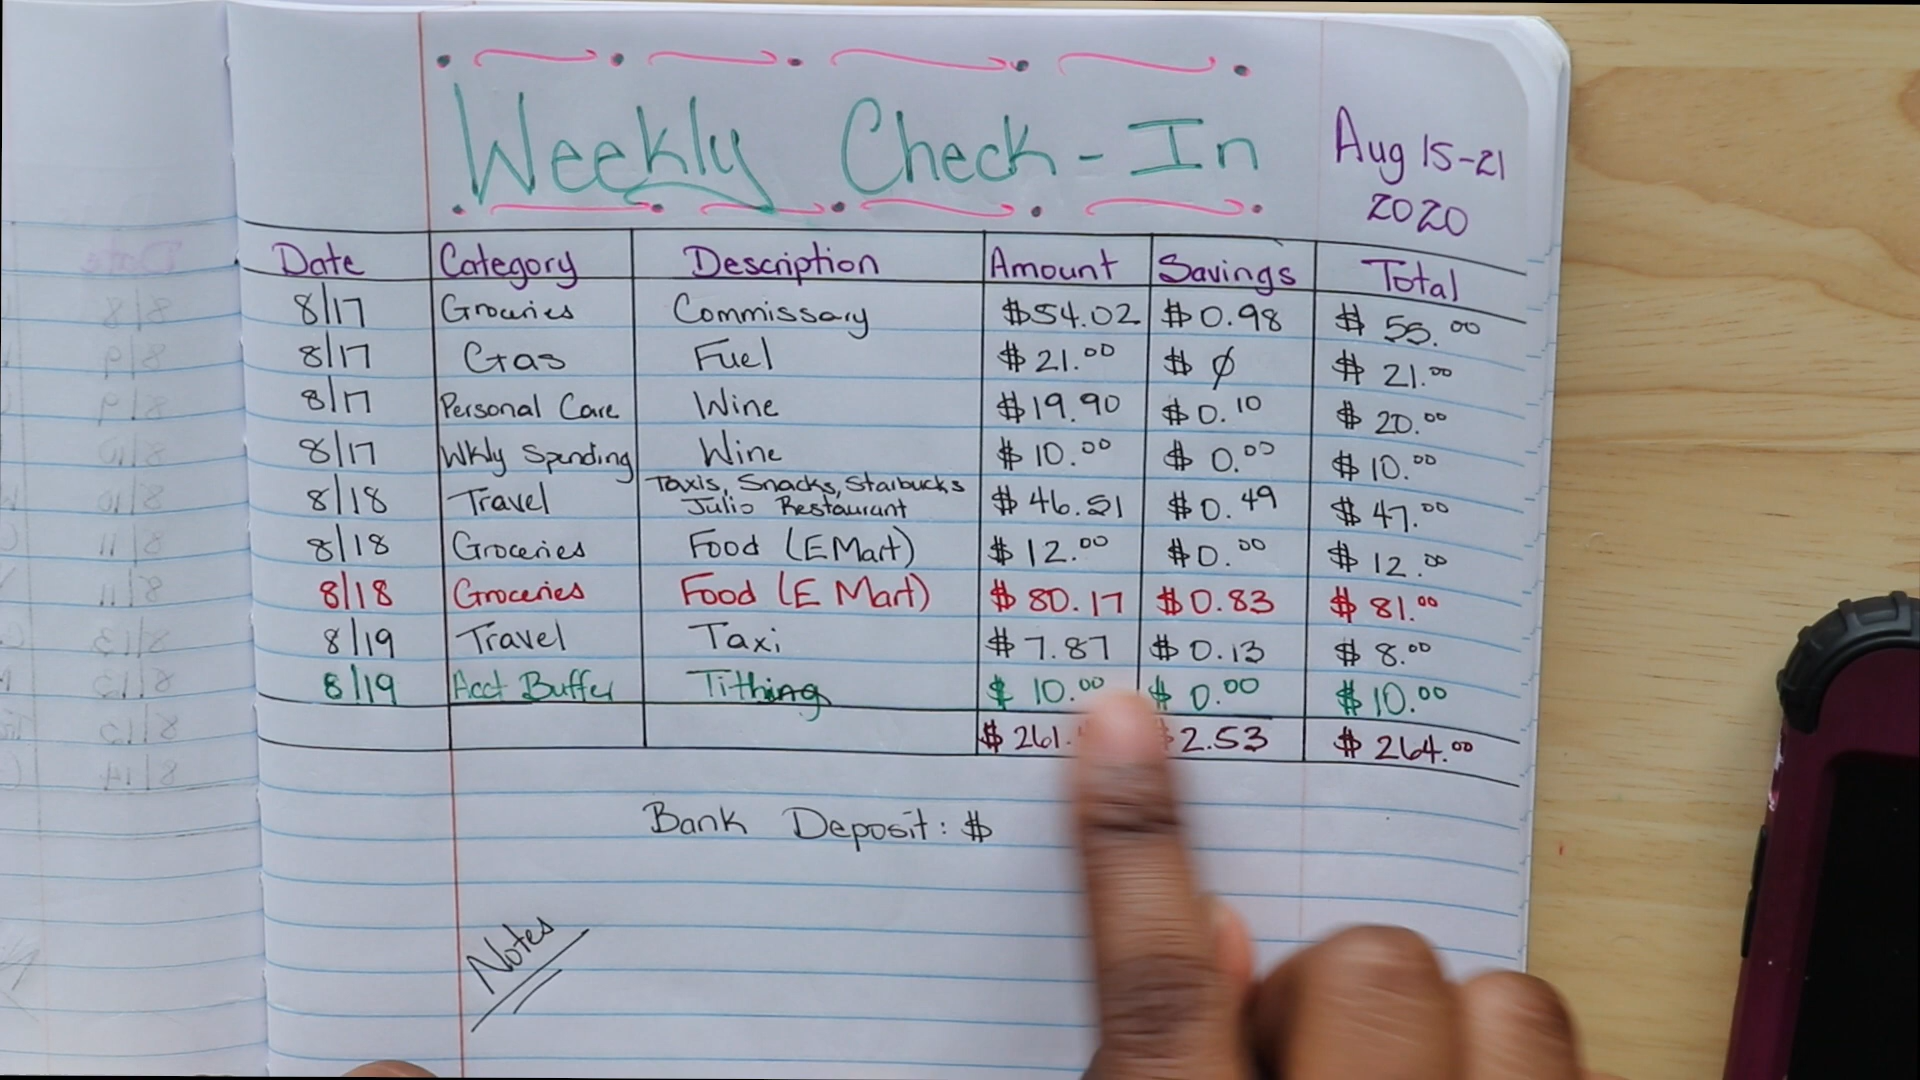 Weekly Check-In
Aug 15-21
2020
Date Category Description Amount Savings Total
8/17 Groceries Commissary $54.02 $0.98 $55.00
8/17 Gas Fuel $21.00 $ø $21.00
8/17 Personal Care Wine $19.90 $0.10 $20.00
8/17 Wkly Spending Wine $10.00 $0.00 $10.00
8/18 Travel Taxis, Snacks, Starbucks $46.51 $0.49 $47.00
Julio Restaurant
8/18 Groceries Food (EMart) $12.00 $0.00 $12.00
8/18 Groceries Food (E Mart) $80.17 $0.83 $81.00
8/19 Travel Taxi $7.87 $0.13 $8.00
8/19 Acct Buffer Tithing $10.00 $0.00 $10.00
$261. 2.53 $264.00
Bank Deposit: $
Notes